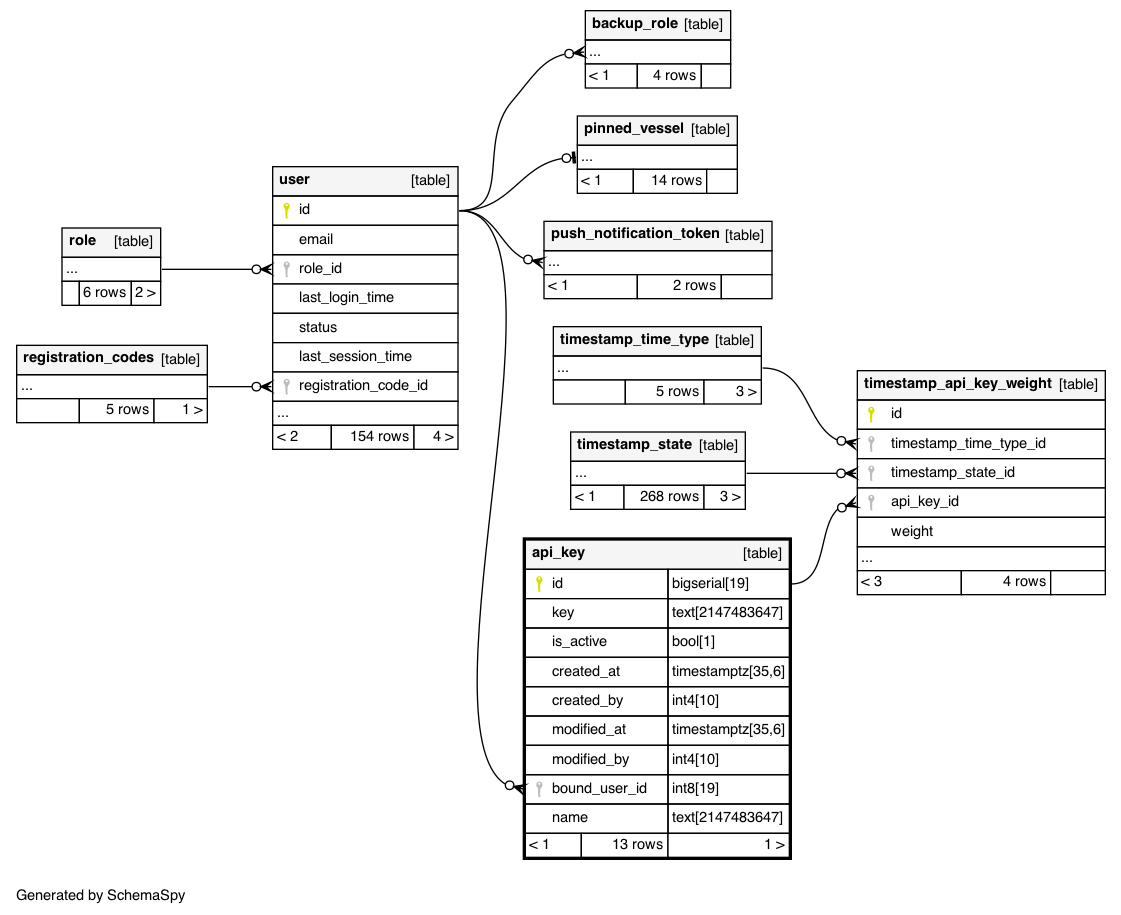 backup_role [table]
...
< 1 4 rows
pinned_vessel [table]
...
< 1 14 rows
user [table]
id
email
role_id
last_login_time
status
last_session_time
registration_code_id
...
< 2 154 rows 4 >
role [table]
...
6 rows 2 >
registration_codes [table]
...
5 rows 1 >
push_notification_token [table]
...
< 1 2 rows
timestamp_time_type [table]
...
5 rows 3 >
timestamp_state [table]
...
< 1 268 rows 3 >
timestamp_api_key_weight [table]
id
timestamp_time_type_id
timestamp_state_id
api_key_id
weight
...
< 3 4 rows
api_key [table]
id bigserial[19]
key text[2147483647]
is_active bool[1]
created_at timestamptz[35,6]
created_by int4[10]
modified_at timestamptz[35,6]
modified_by int4[10]
bound_user_id int8[19]
name text[2147483647]
< 1 13 rows 1 >
Generated by SchemaSpy